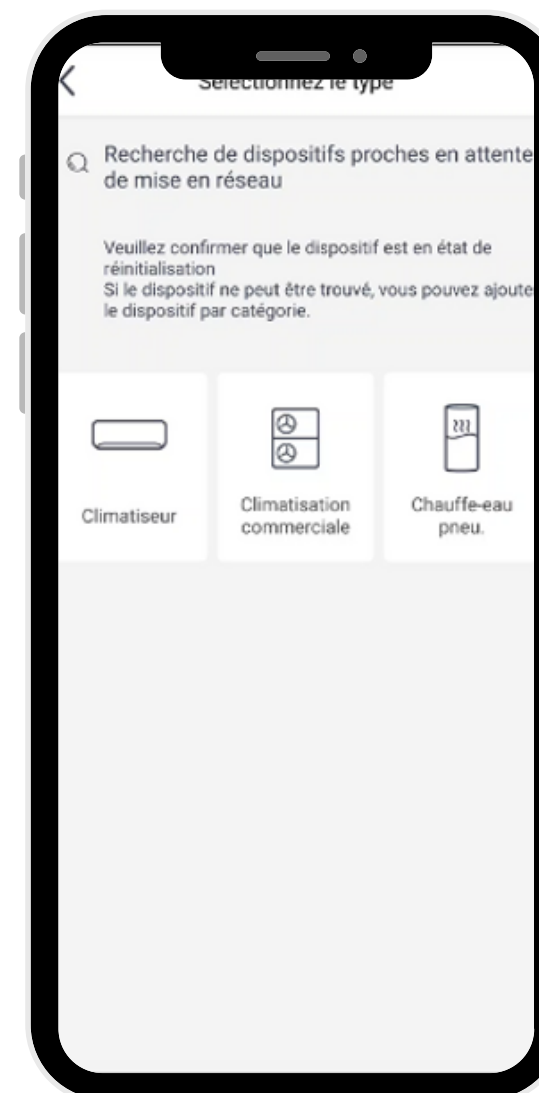 Sélectionnez le type
Recherche de dispositifs proches en attente
de mise en réseau
Veuillez confirmer que le dispositif est en état de
réinitialisation
Si le dispositif ne peut être trouvé, vous pouvez ajoute
le dispositif par catégorie.
Climatiseur
Climatisation
commerciale
Chauffe-eau
pneu.